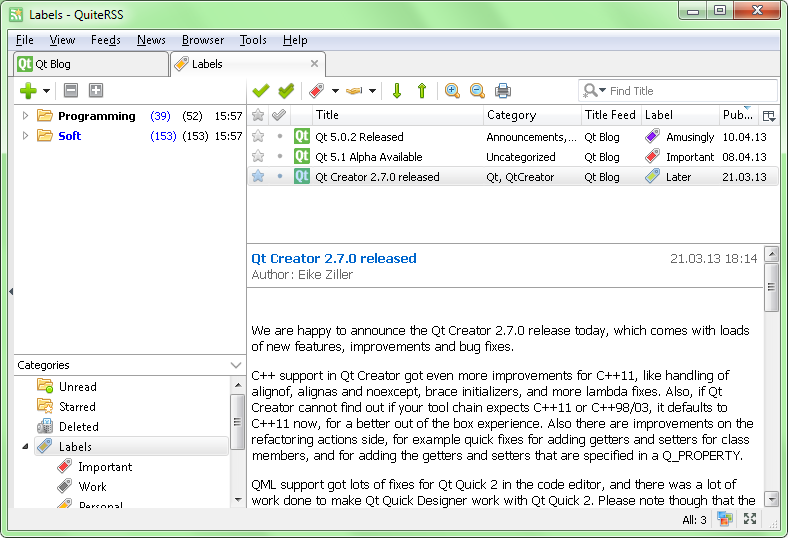 Labels - QuiteRSS
File View Feeds News Browser Tools Help
Qt Qt Blog
Labels
Find Title
Programming (39) (52) 15:57
Soft (153) (153) 15:57
Title Category Title Feed Label Pub...
Qt Qt 5.0.2 Released Announcements,... Qt Blog Amusingly 10.04.13
Qt Qt 5.1 Alpha Available Uncategorized Qt Blog Important 08.04.13
Qt Qt Creator 2.7.0 released Qt, QtCreator Qt Blog Later 21.03.13
Qt Creator 2.7.0 released 21.03.13 18:14
Author: Eike Ziller
We are happy to announce the Qt Creator 2.7.0 release today, which comes with loads
of new features, improvements and bug fixes.
C++ support in Qt Creator got even more improvements for C++11, like handling of
alignof, alignas and noexcept, brace initializers, and more lambda fixes. Also, if Qt
Creator cannot find out if your tool chain expects C++11 or C++98/03, it defaults to
C++11 now, for a better out of the box experience. Also there are improvements on the
refactoring actions side, for example quick fixes for adding getters and setters for class
members, and for adding the getters and setters that are specified in a Q_PROPERTY.
QML support got lots of fixes for Qt Quick 2 in the code editor, and there was a lot of
work done to make Qt Quick Designer work with Qt Quick 2. Please note though that the
Categories
Unread
Starred
Deleted
Labels
Important
Work
Personal
All: 3